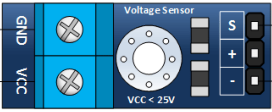 Voltage Sensor
GND
VCC
S
+
-
VCC < 25V